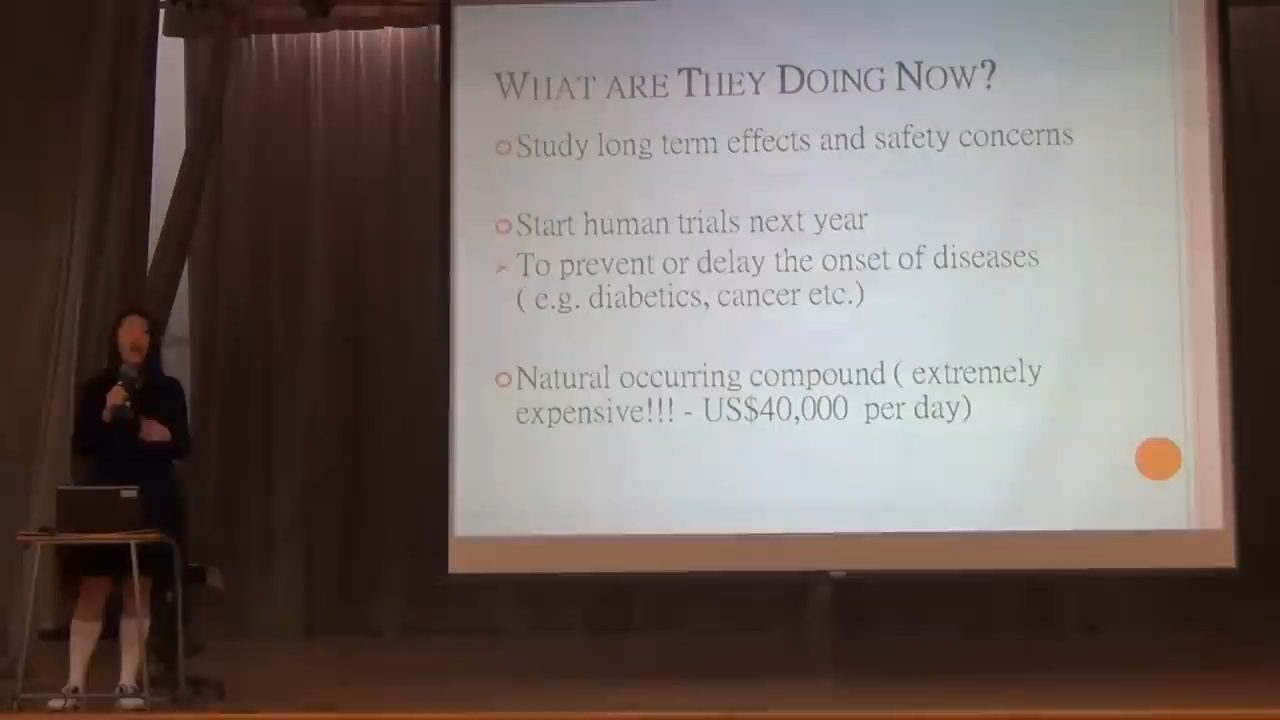 WHAT ARE THEY DOING NOW?
Study long term effects and safety concerns
Start human trials next year
To prevent or delay the onset of diseases
( e.g. diabetics, cancer etc.)
Natural occurring compound ( extremely
expensive!!! - US$40,000 per day)